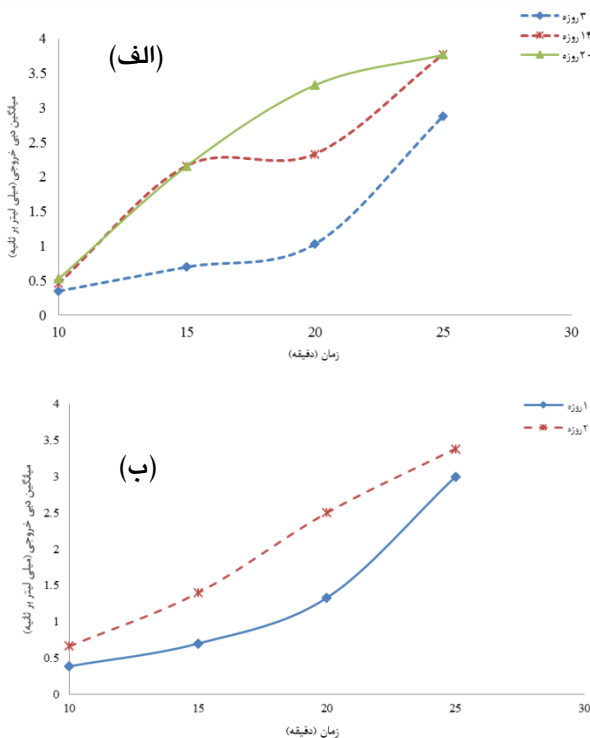 ۳ روزه
۱۴ روزه
۲۰ روزه
(الف)
میانگین دبی خروجی (میلی لیتر بر ثانیه)
4
3.5
3
2.5
2
1.5
1
0.5
0
10 15 20 25 30
زمان (دقیقه)
۱ روزه
۲ روزه
(ب)
میانگین دبی خروجی (میلی لیتر بر ثانیه)
4
3.5
3
2.5
2
1.5
1
0.5
0
10 15 20 25 30
زمان (دقیقه)